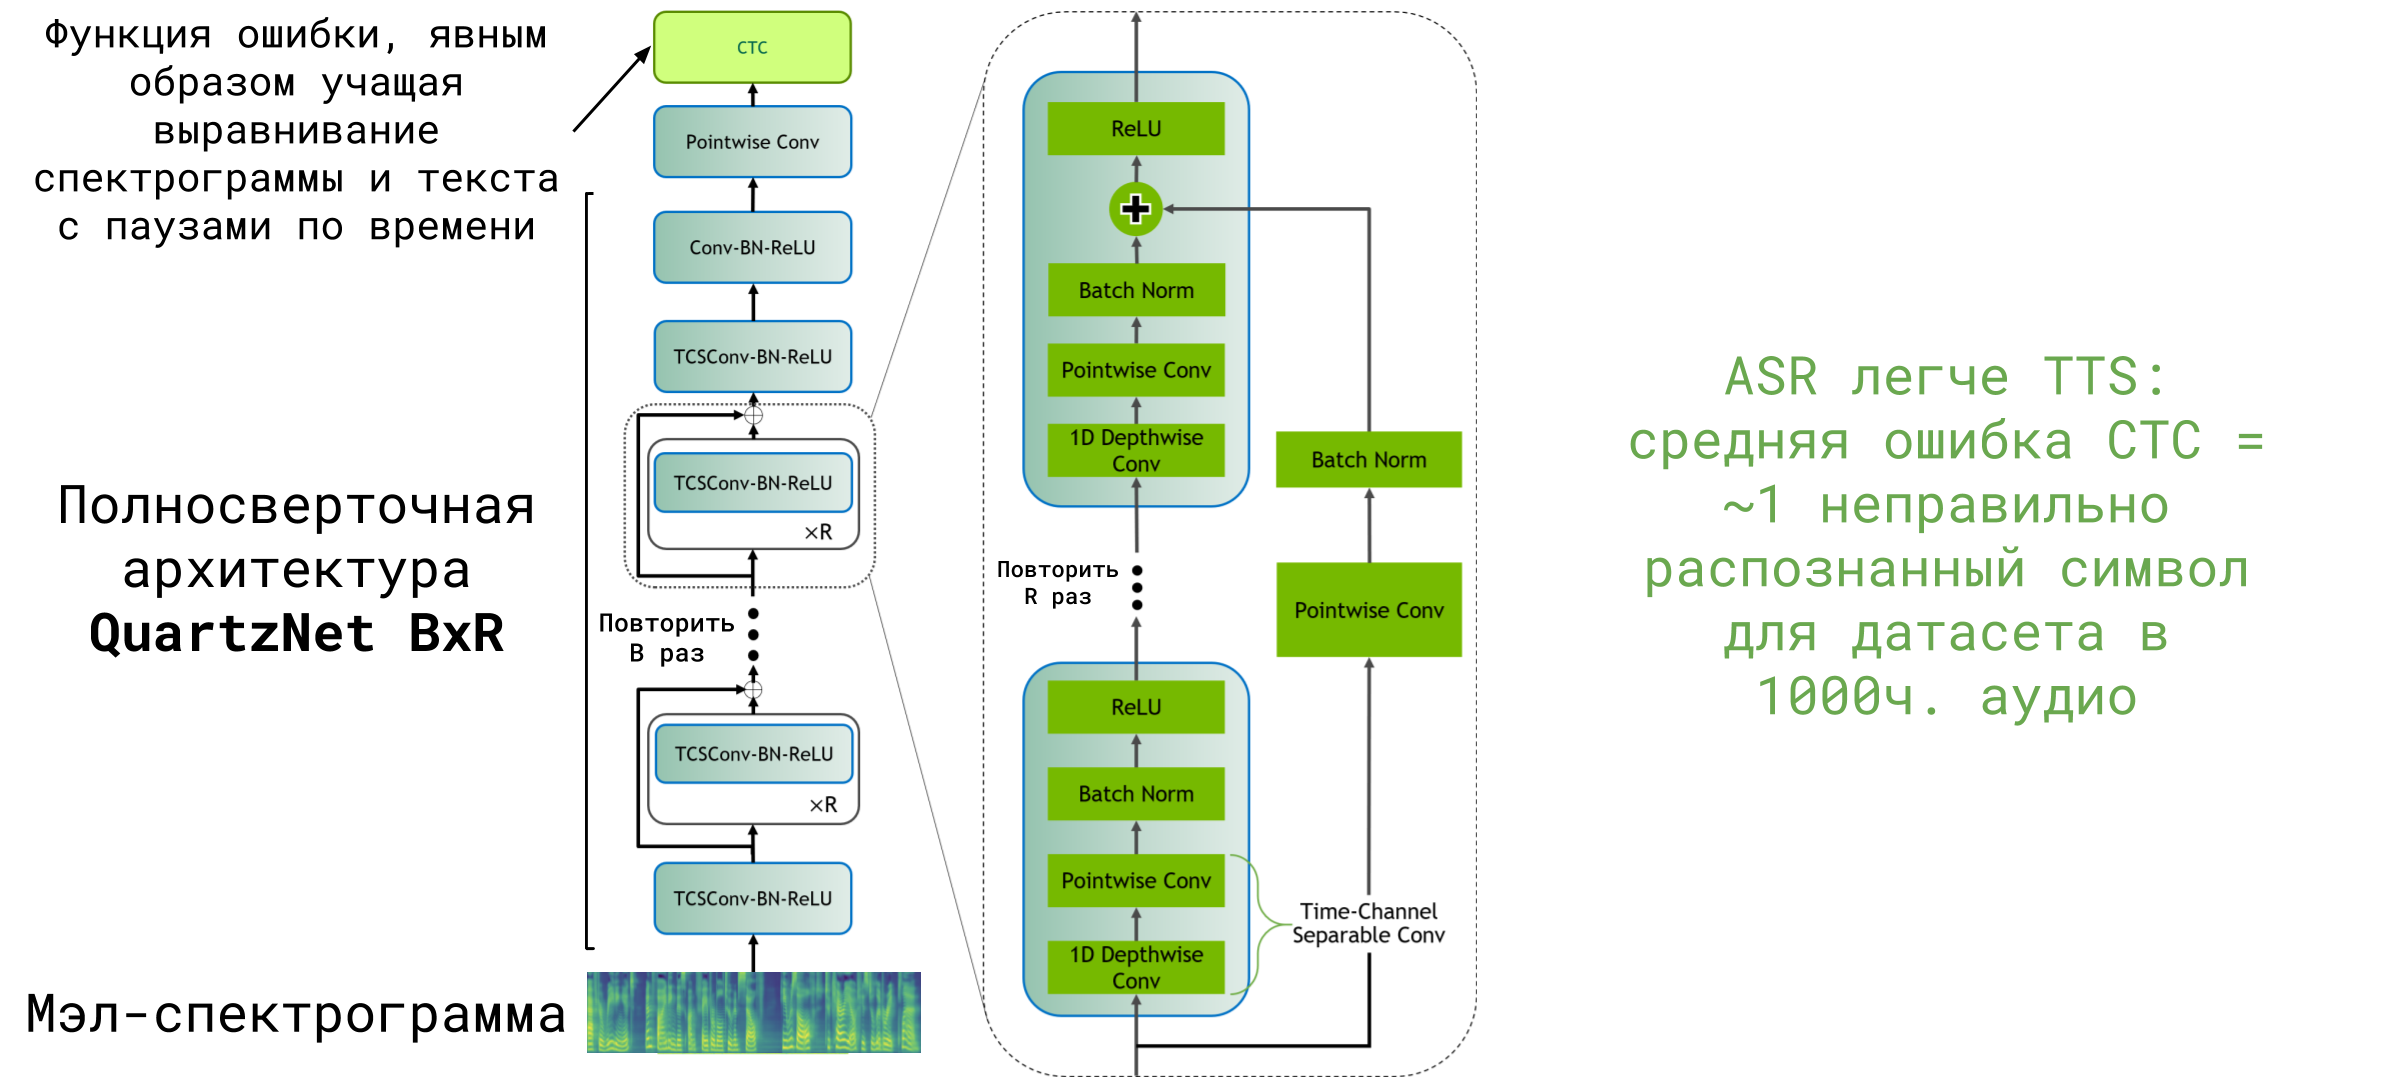 Функция ошибки, явным
образом учащая
выравнивание
спектрограммы и текста
с паузами по времени
Полносверточная
архитектура
QuartzNet BxR
Мэл-спектрограмма
CTC
Pointwise Conv
Conv-BN-ReLU
TCSConv-BN-ReLU
TCSConv-BN-ReLU
×R
Повторить
B раз
TCSConv-BN-ReLU
×R
TCSConv-BN-ReLU
ReLU
+
Batch Norm
Pointwise Conv
1D Depthwise
Conv
Повторить
R раз
ReLU
Batch Norm
Pointwise Conv
1D Depthwise
Conv
Batch Norm
Pointwise Conv
Time-Channel
Separable Conv
ASR легче TTS:
средняя ошибка CTC =
~1 неправильно
распознанный символ
для датасета в
1000ч. аудио